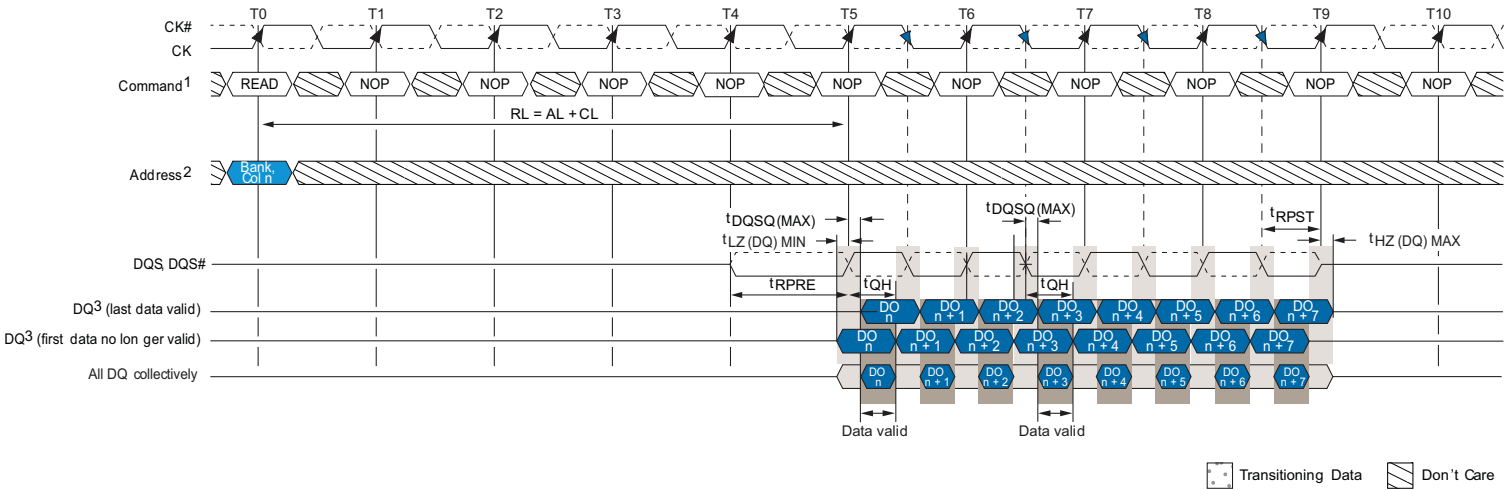 T0 T1 T2 T3 T4 T5 T6 T7 T8 T9 T10
CK#
CK
Command1 READ NOP NOP NOP NOP NOP NOP NOP NOP NOP NOP
RL = AL + CL
Address2 Bank,
Col n
tDQSQ (MAX) tDQSQ (MAX) tRPST
tLZ (DQ) MIN tHZ (DQ) MAX
DQS, DQS#
tRPRE tQH tQH
DQ3 (last data valid) DO n DO n + 1 DO n + 2 DO n + 3 DO n + 4 DO n + 5 DO n + 6 DO n + 7
DQ3 (first data no lon ger valid) DO n DO n + 1 DO n + 2 DO n + 3 DO n + 4 DO n + 5 DO n + 6 DO n + 7
All DQ collectively DO n DO n + 1 DO n + 2 DO n + 3 DO n + 4 DO n + 5 DO n + 6 DO n + 7
Data valid Data valid
Transitioning Data Don't Care